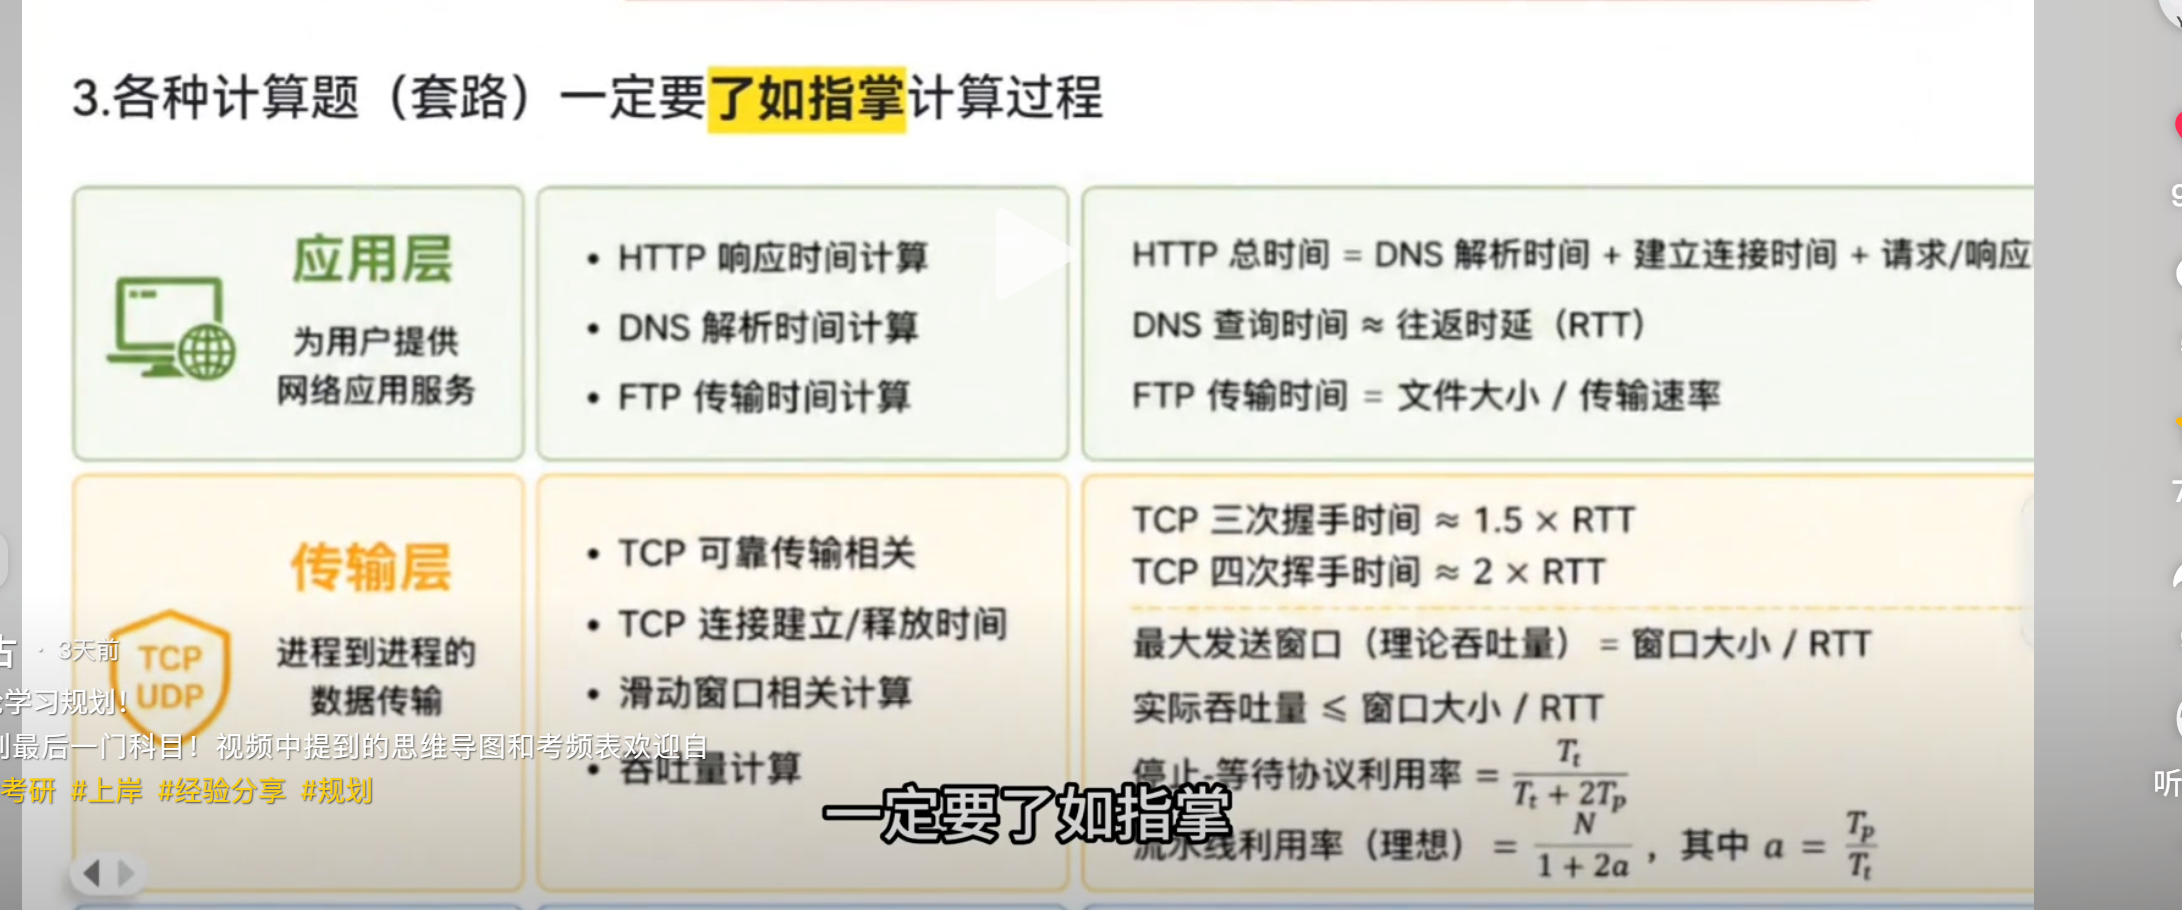 3.各种计算题（套路）一定要了如指掌计算过程
应用层
为用户提供
网络应用服务
• HTTP 响应时间计算
• DNS 解析时间计算
• FTP 传输时间计算
HTTP 总时间 = DNS 解析时间 + 建立连接时间 + 请求/响应
DNS 查询时间 ≈ 往返时延（RTT）
FTP 传输时间 = 文件大小 / 传输速率
传输层
TCP
UDP
进程到进程的
数据传输
• TCP 可靠传输相关
• TCP 连接建立/释放时间
• 滑动窗口相关计算
• 吞吐量计算
TCP 三次握手时间 ≈ 1.5 × RTT
TCP 四次挥手时间 ≈ 2 × RTT
最大发送窗口（理论吞吐量） = 窗口大小 / RTT
实际吞吐量 ≤ 窗口大小 / RTT
停止-等待协议利用率 = T_t / (T_t + 2T_p)
流水线利用率（理想） = N / (1 + 2a) ，其中 a = T_p / T_t
一定要了如指掌
· 3天前
学习规划！
最后一门科目！视频中提到的思维导图和考频表欢迎自
考研 #上岸 #经验分享 #规划
听